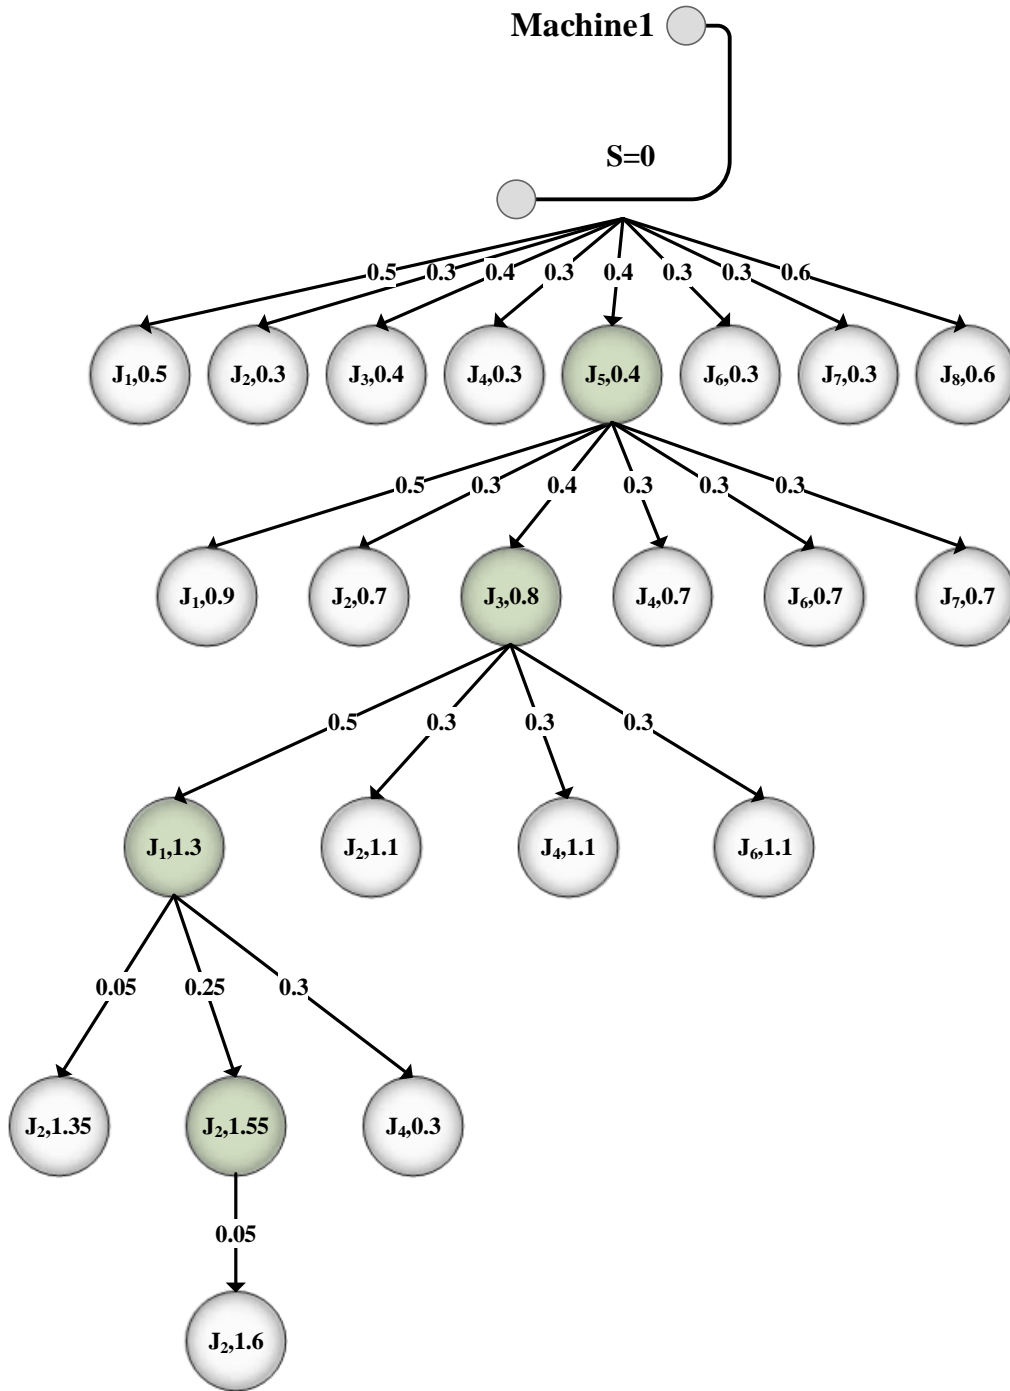 Machine1
S=0
0.5 0.3 0.4 0.3 0.4 0.3 0.3 0.6
J₁,0.5 J₂,0.3 J₃,0.4 J₄,0.3 J₅,0.4 J₆,0.3 J₇,0.3 J₈,0.6
0.5 0.3 0.4 0.3 0.3 0.3
J₁,0.9 J₂,0.7 J₃,0.8 J₄,0.7 J₆,0.7 J₇,0.7
0.5 0.3 0.3 0.3
J₁,1.3 J₂,1.1 J₄,1.1 J₆,1.1
0.05 0.25 0.3
J₂,1.35 J₂,1.55 J₄,0.3
0.05
J₂,1.6